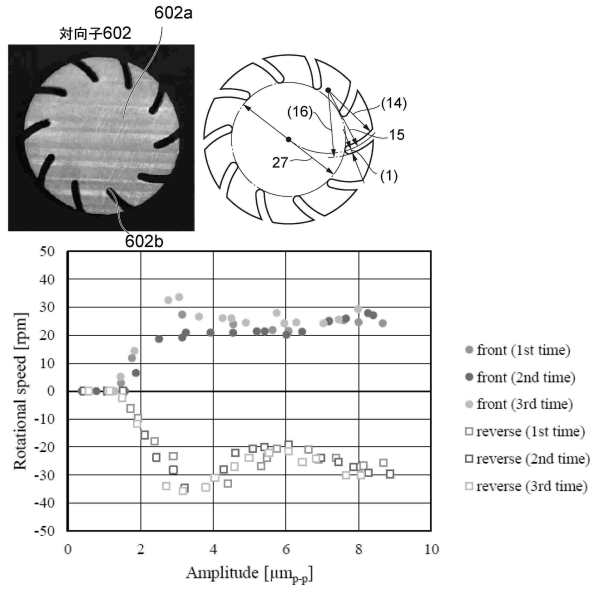 602a
対向子602
(16)
(14)
15
27
(1)
602b
Rotational speed [rpm]
50
40
30
20
10
0
-10
-20
-30
-40
-50
0 2 4 6 8 10
Amplitude [μmp-p]
front (1st time)
front (2nd time)
front (3rd time)
reverse (1st time)
reverse (2nd time)
reverse (3rd time)